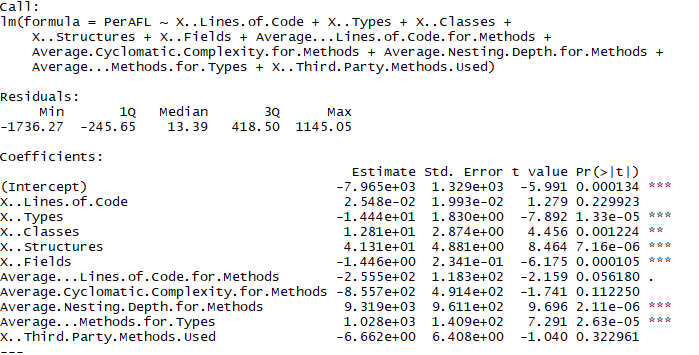 Call:
lm(formula = PerAFL ~ X..Lines.of.Code + X..Types + X..Classes +
    X..Structures + X..Fields + Average...Lines.of.Code.for.Methods +
    Average.Cyclomatic.Complexity.for.Methods + Average.Nesting.Depth.for.Methods +
    Average...Methods.for.Types + X..Third.Party.Methods.Used)
Residuals:
     Min       1Q   Median       3Q      Max
-1736.27  -245.65    13.39   418.50  1145.05
Coefficients:
                                            Estimate Std. Error t value Pr(>|t|)
(Intercept)                               -7.965e+03  1.329e+03  -5.991 0.000134 ***
X..Lines.of.Code                           2.548e-02  1.993e-02   1.279 0.229923
X..Types                                  -1.444e+01  1.830e+00  -7.892 1.33e-05 ***
X..Classes                                 1.281e+01  2.874e+00   4.456 0.001224 **
X..Structures                              4.131e+01  4.881e+00   8.464 7.16e-06 ***
X..Fields                                 -1.446e+00  2.341e-01  -6.175 0.000105 ***
Average...Lines.of.Code.for.Methods       -2.555e+02  1.183e+02  -2.159 0.056180 .
Average.Cyclomatic.Complexity.for.Methods -8.557e+02  4.914e+02  -1.741 0.112250
Average.Nesting.Depth.for.Methods          9.319e+03  9.611e+02   9.696 2.11e-06 ***
Average...Methods.for.Types                1.028e+03  1.409e+02   7.291 2.63e-05 ***
X..Third.Party.Methods.Used               -6.662e+00  6.408e+00  -1.040 0.322961
---